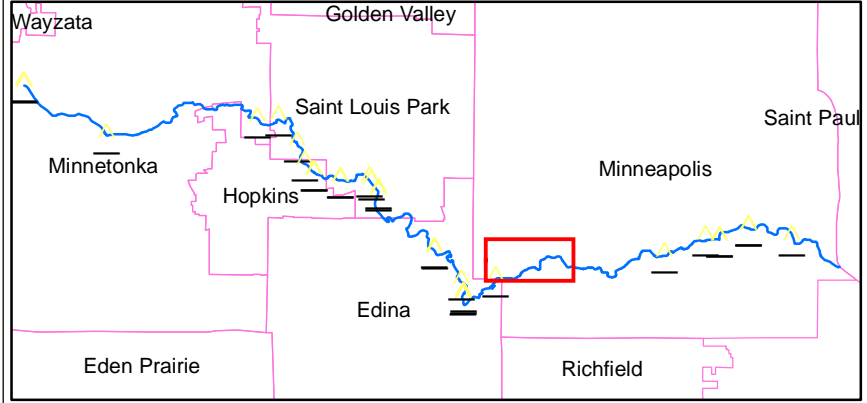 Golden Valley
Wayzata
Saint Louis Park
Saint Paul
Minnetonka
Minneapolis
Hopkins
Edina
Eden Prairie
Richfield